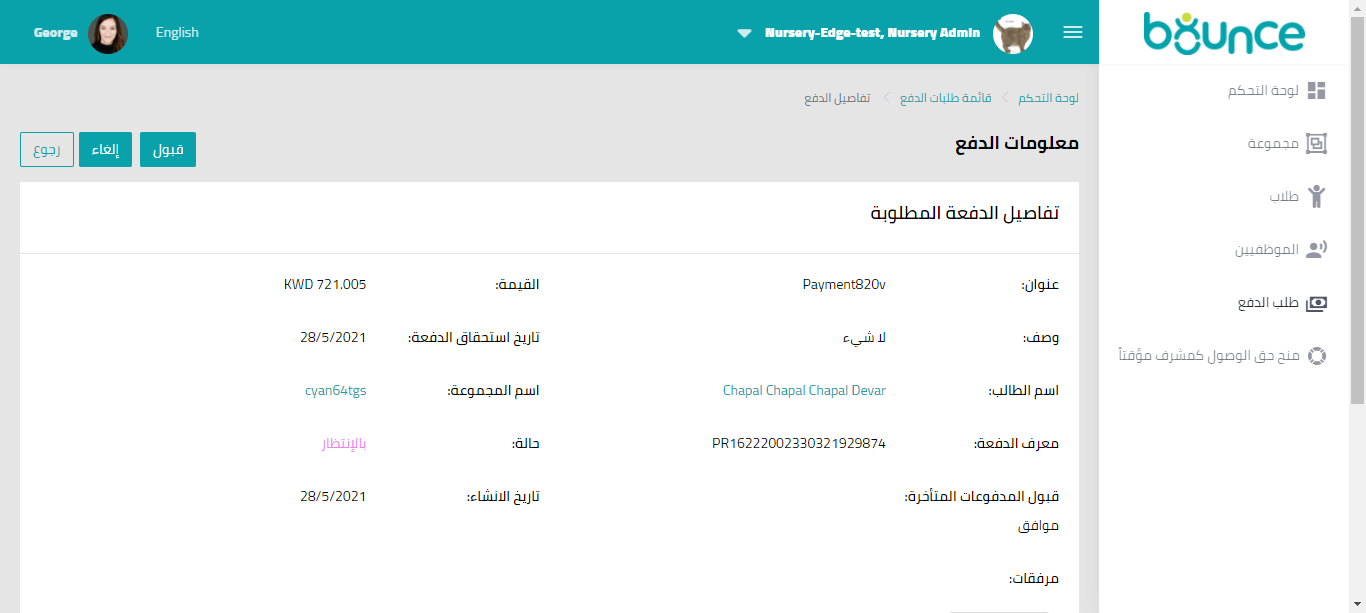 bounce
Nursery-Edge-test, Nursery Admin
English
George
لوحة التحكم
مجموعة
طلاب
الموظفيين
طلب الدفع
منح حق الوصول كمشرف مؤقتاً
لوحة التحكم > قائمة طلبات الدفع > تفاصيل الدفع
معلومات الدفع
قبول
إلغاء
رجوع
تفاصيل الدفعة المطلوبة
عنوان: Payment820v القيمة: KWD 721.005
وصف: لا شيء تاريخ استحقاق الدفعة: 28/5/2021
اسم الطالب: Chapal Chapal Chapal Devar اسم المجموعة: cyan64tgs
معرف الدفعة: PR16222002330321929874 حالة: بالإنتظار
قبول المدفوعات المتأخرة: تاريخ الانشاء: 28/5/2021
موافق
مرفقات: